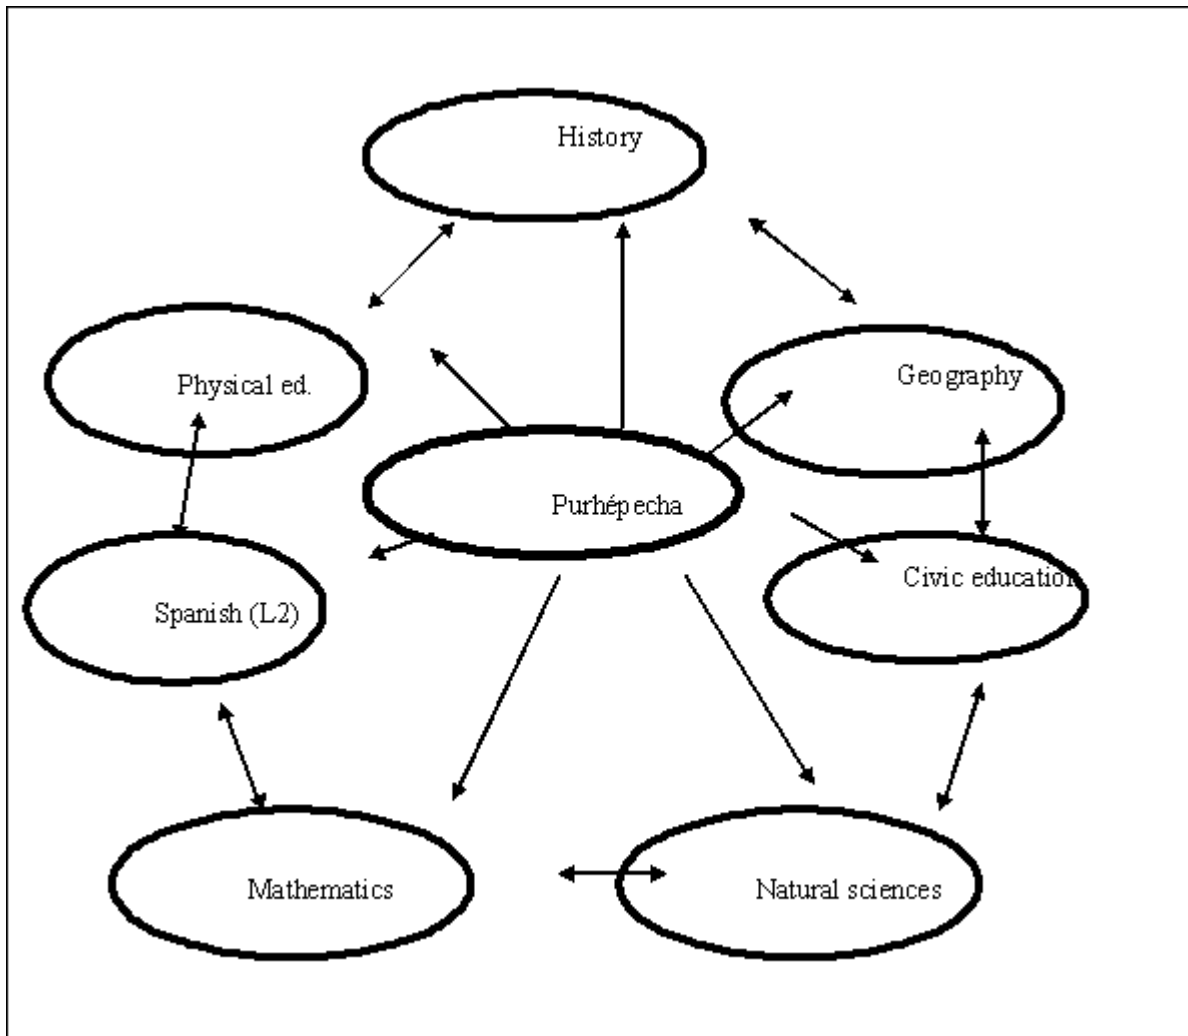 History
Physical ed.
Geography
Purhépecha
Civic education
Spanish (L2)
Mathematics
Natural sciences